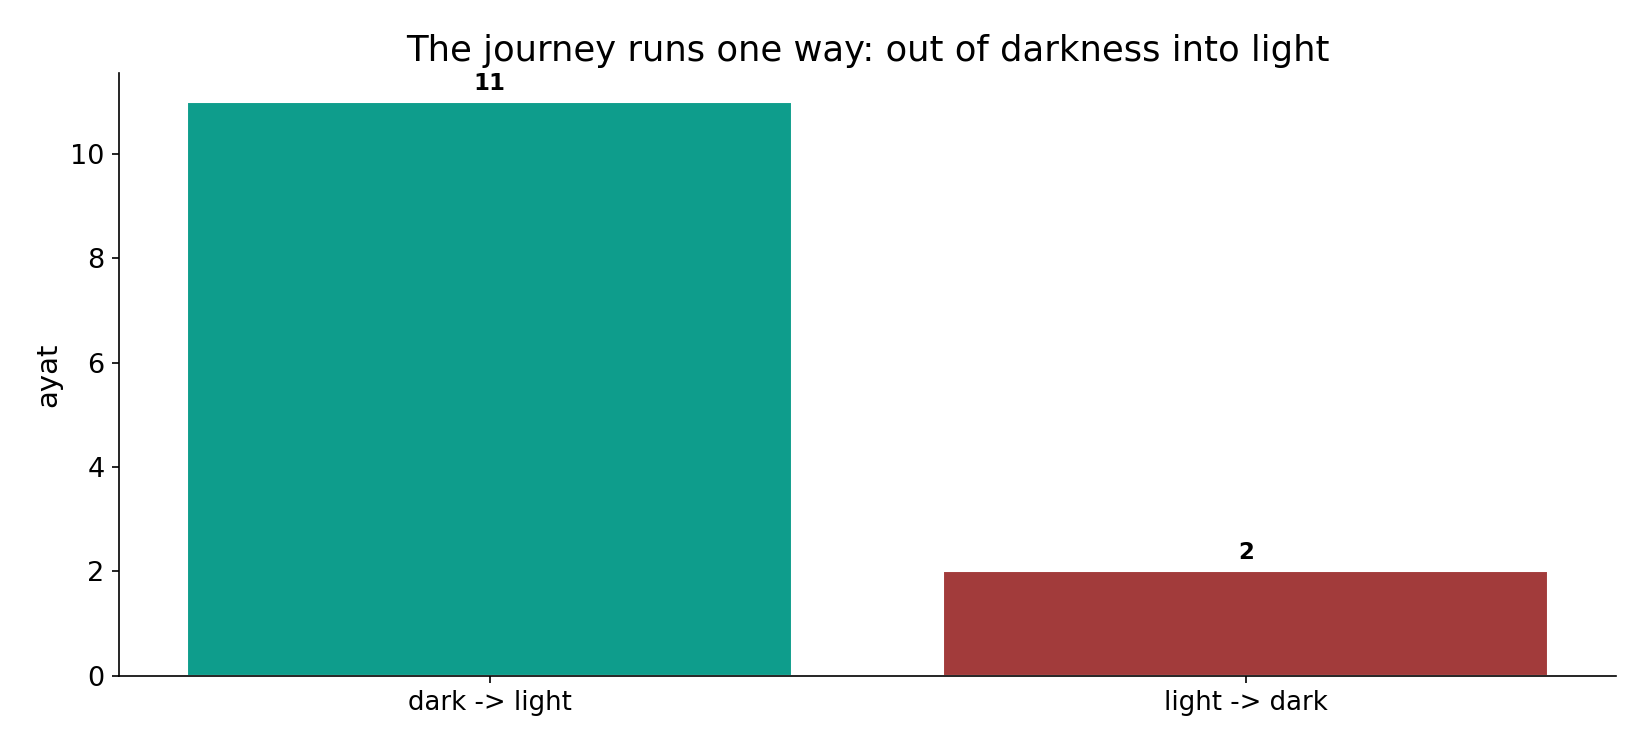 The journey runs one way: out of darkness into light
11
10
8
6
4
2
0
ayat
2
dark -> light
light -> dark